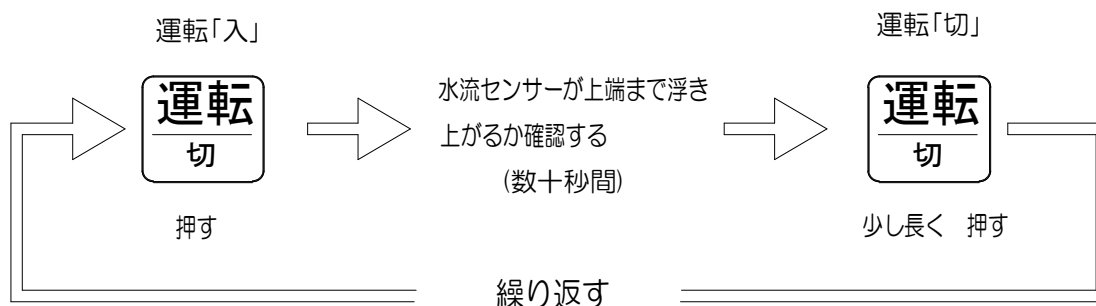 運転「入」
運転
切
押す
水流センサーが上端まで浮き
上がるか確認する
(数十秒間)
運転「切」
運転
切
少し長く　押す
繰り返す